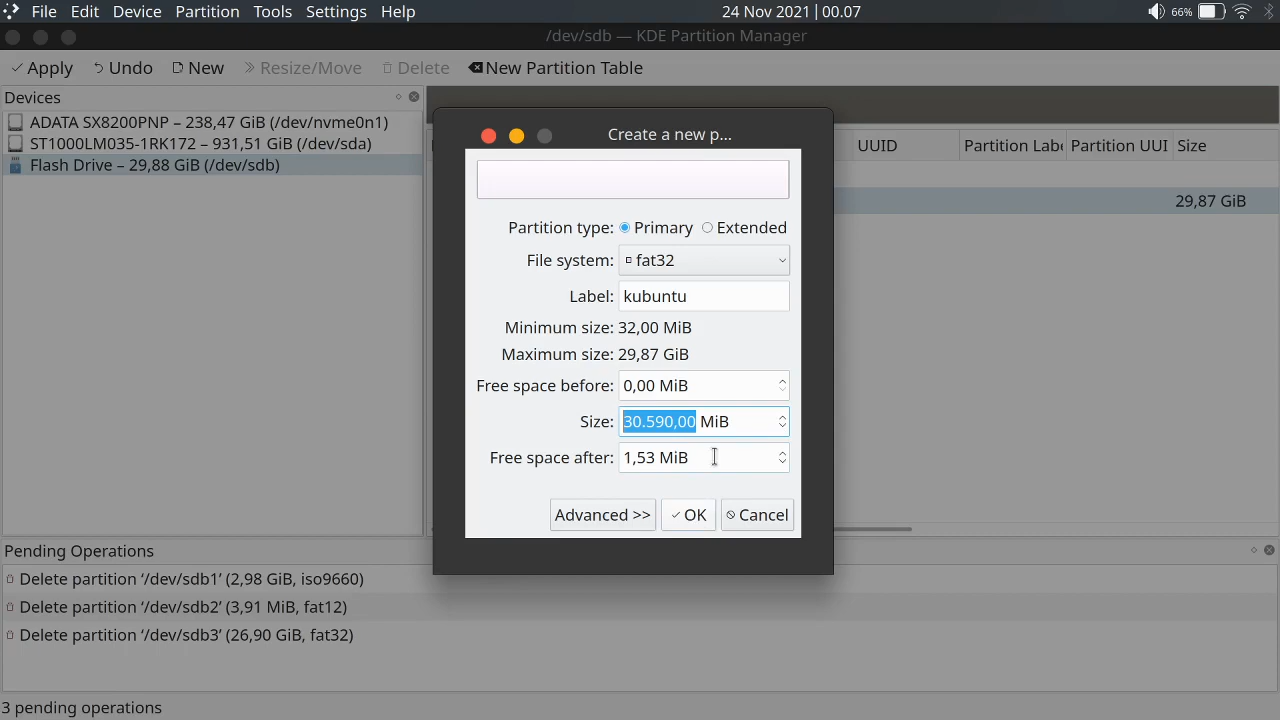 File Edit Device Partition Tools Settings Help 24 Nov 2021 | 00.07 66%
/dev/sdb — KDE Partition Manager
Apply Undo New Resize/Move Delete New Partition Table
Devices
ADATA SX8200PNP – 238,47 GiB (/dev/nvme0n1)
ST1000LM035-1RK172 – 931,51 GiB (/dev/sda)
Flash Drive – 29,88 GiB (/dev/sdb)
UUID Partition Labe Partition UUI Size
29,87 GiB
Create a new p...
Partition type: Primary Extended
File system: fat32
Label: kubuntu
Minimum size: 32,00 MiB
Maximum size: 29,87 GiB
Free space before: 0,00 MiB
Size: 30.590,00 MiB
Free space after: 1,53 MiB
Advanced >> OK Cancel
Pending Operations
Delete partition ‘/dev/sdb1’ (2,98 GiB, iso9660)
Delete partition ‘/dev/sdb2’ (3,91 MiB, fat12)
Delete partition ‘/dev/sdb3’ (26,90 GiB, fat32)
3 pending operations